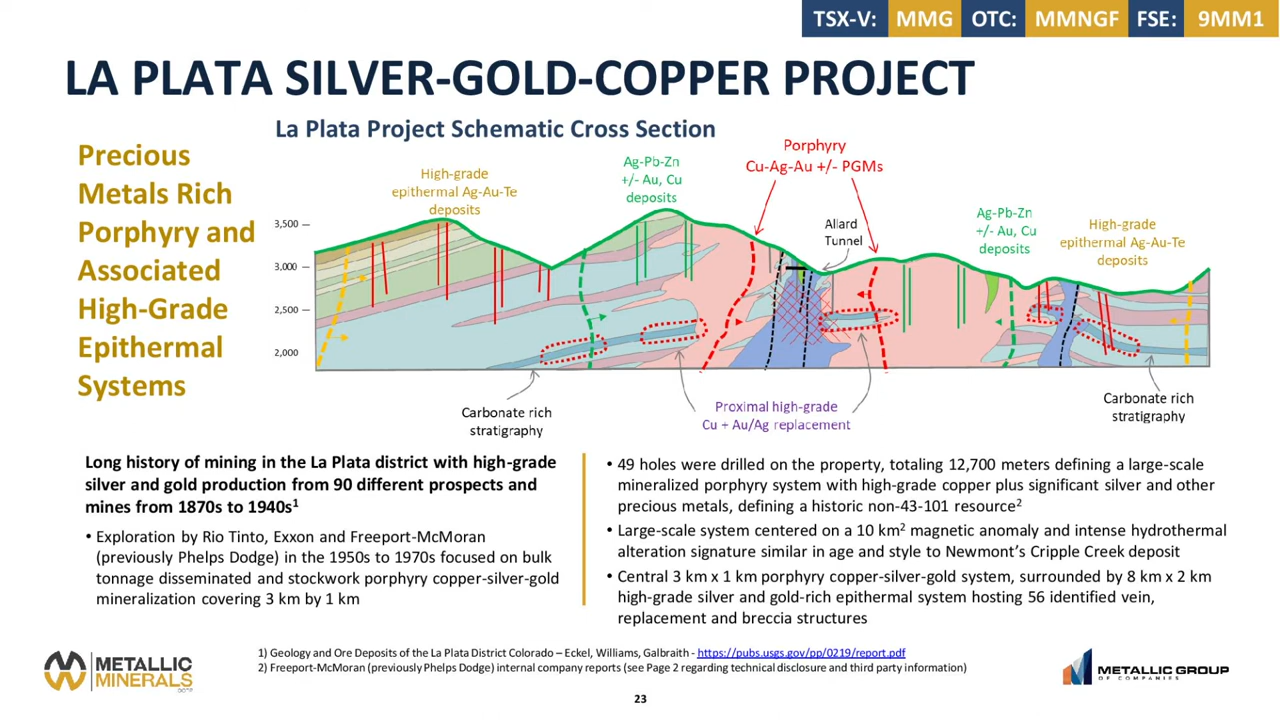 TSX-V: MMG OTC: MMNGF FSE: 9MM1
LA PLATA SILVER-GOLD-COPPER PROJECT
La Plata Project Schematic Cross Section
Precious
Metals Rich
Porphyry and
Associated
High-Grade
Epithermal
Systems
High-grade
epithermal Ag-Au-Te
deposits
Ag-Pb-Zn
+/- Au, Cu
deposits
Porphyry
Cu-Ag-Au +/- PGMs
Allard
Tunnel
Ag-Pb-Zn
+/- Au, Cu
deposits
High-grade
epithermal Ag-Au-Te
deposits
3,500
3,000
2,500
2,000
Carbonate rich
stratigraphy
Proximal high-grade
Cu + Au/Ag replacement
Carbonate rich
stratigraphy
Long history of mining in the La Plata district with high-grade
silver and gold production from 90 different prospects and
mines from 1870s to 1940s¹
• Exploration by Rio Tinto, Exxon and Freeport-McMoran
(previously Phelps Dodge) in the 1950s to 1970s focused on bulk
tonnage disseminated and stockwork porphyry copper-silver-gold
mineralization covering 3 km by 1 km
• 49 holes were drilled on the property, totaling 12,700 meters defining a large-scale
mineralized porphyry system with high-grade copper plus significant silver and other
precious metals, defining a historic non-43-101 resource²
• Large-scale system centered on a 10 km² magnetic anomaly and intense hydrothermal
alteration signature similar in age and style to Newmont's Cripple Creek deposit
• Central 3 km x 1 km porphyry copper-silver-gold system, surrounded by 8 km x 2 km
high-grade silver and gold-rich epithermal system hosting 56 identified vein,
replacement and breccia structures
1) Geology and Ore Deposits of the La Plata District Colorado – Eckel, Williams, Galbraith - https://pubs.usgs.gov/pp/0219/report.pdf
2) Freeport-McMoran (previously Phelps Dodge) internal company reports (see Page 2 regarding technical disclosure and third party information)
METALLIC
MINERALS
METALLIC GROUP
OF COMPANIES
23